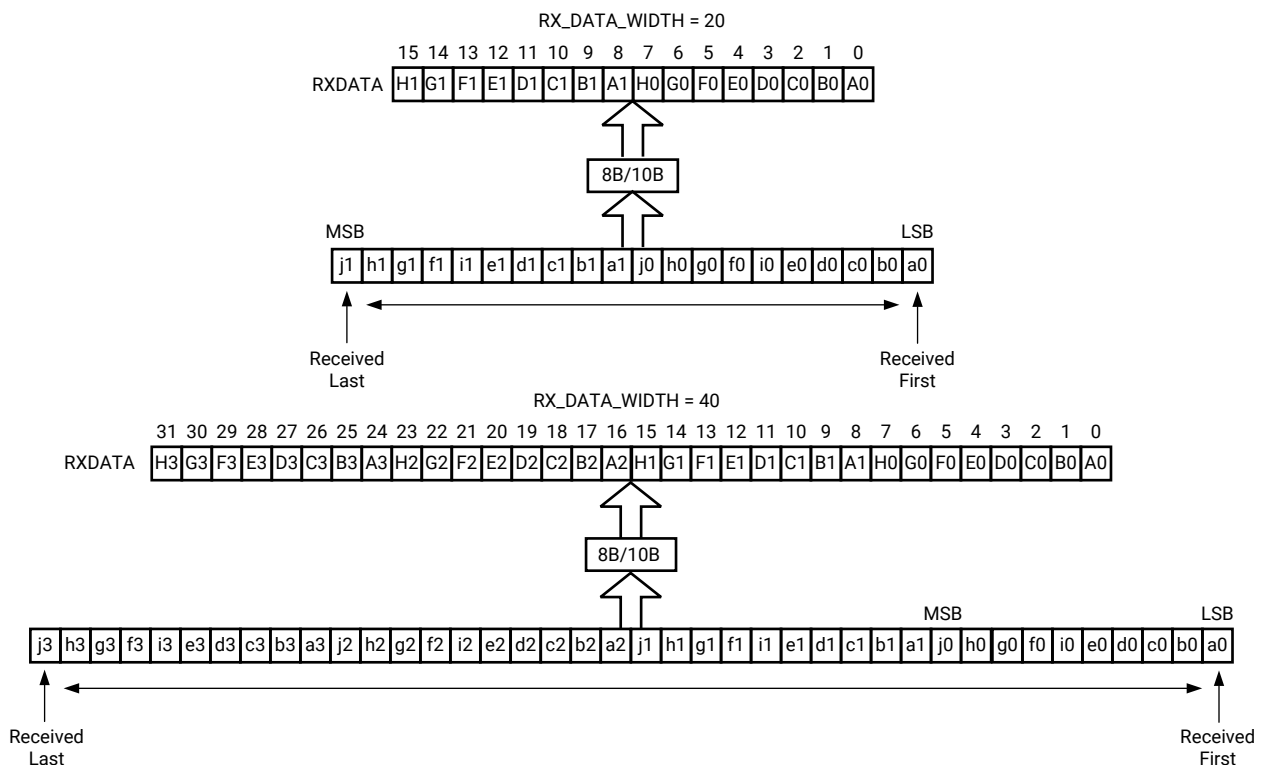 RX_DATA_WIDTH = 20
15 14 13 12 11 10 9 8 7 6 5 4 3 2 1 0
RXDATA H1 G1 F1 E1 D1 C1 B1 A1 H0 G0 F0 E0 D0 C0 B0 A0
8B/10B
MSB LSB
j1 h1 g1 f1 i1 e1 d1 c1 b1 a1 j0 h0 g0 f0 i0 e0 d0 c0 b0 a0
Received Received
Last First
RX_DATA_WIDTH = 40
31 30 29 28 27 26 25 24 23 22 21 20 19 18 17 16 15 14 13 12 11 10 9 8 7 6 5 4 3 2 1 0
RXDATA H3 G3 F3 E3 D3 C3 B3 A3 H2 G2 F2 E2 D2 C2 B2 A2 H1 G1 F1 E1 D1 C1 B1 A1 H0 G0 F0 E0 D0 C0 B0 A0
8B/10B
MSB LSB
j3 h3 g3 f3 i3 e3 d3 c3 b3 a3 j2 h2 g2 f2 i2 e2 d2 c2 b2 a2 j1 h1 g1 f1 i1 e1 d1 c1 b1 a1 j0 h0 g0 f0 i0 e0 d0 c0 b0 a0
Received Received
Last First